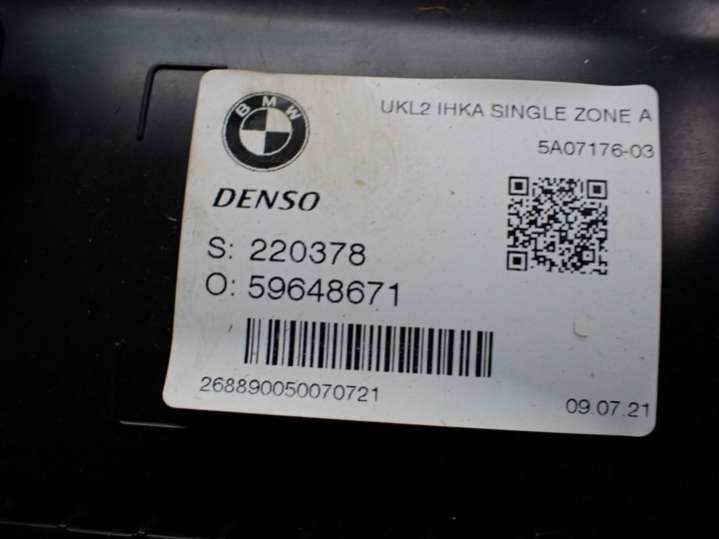 BMW
UKL2 IHKA SINGLE ZONE A
5A07176-03
DENSO
S: 220378
O: 59648671
268890050070721
09.07.21